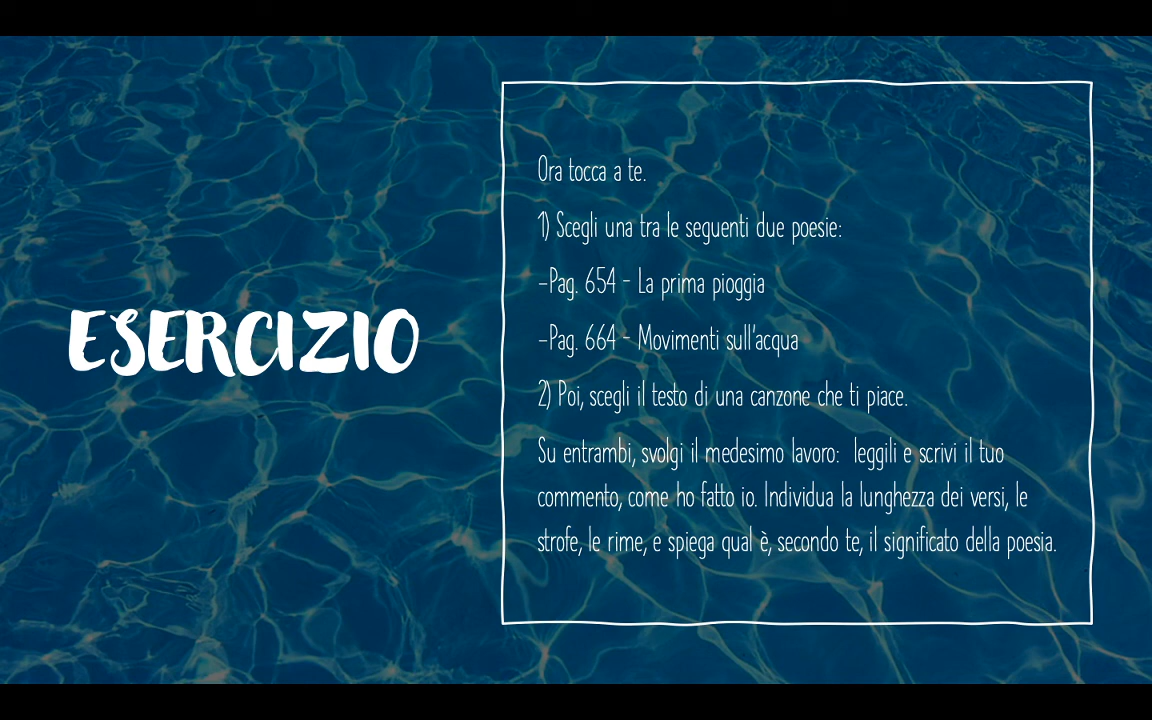 ESERCIZIO
Ora tocca a te.
1) Scegli una tra le seguenti due poesie:
-Pag. 654 - La prima pioggia
-Pag. 664 - Movimenti sull'acqua
2) Poi, scegli il testo di una canzone che ti piace.
Su entrambi, svolgi il medesimo lavoro: leggili e scrivi il tuo
commento, come ho fatto io. Individua la lunghezza dei versi, le
strofe, le rime, e spiega qual è, secondo te, il significato della poesia.